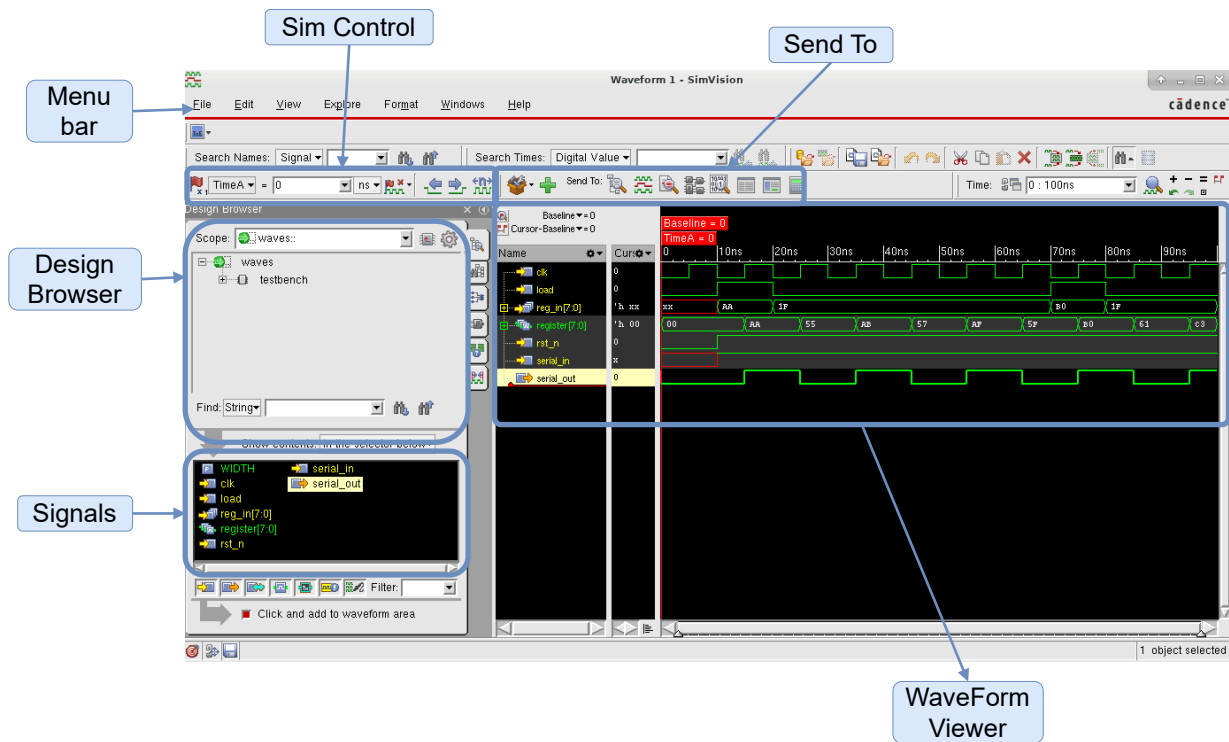 Sim Control
Send To
Menu
bar
Waveform 1 - SimVision
File Edit View Explore Format Windows Help
cādence
Search Names: Signal
Search Times: Digital Value
TimeA = 0 ns
Send To:
Time: 0 : 100ns
Design Browser
Scope: waves::
waves
testbench
Find: String
Show contents: In the selector below
Design
Browser
Baseline = 0
Cursor-Baseline = 0
Name Curs
Baseline = 0
TimeA = 0
0 10ns 20ns 30ns 40ns 50ns 60ns 70ns 80ns 90ns
clk 0
load 0
reg_in[7:0] 'h xx xx AA 1F B0 1F
register[7:0] 'h 00 00 AA 55 AB 57 AF 5F B0 61 C3
rst_n 0
serial_in x
serial_out 0
Signals
WIDTH serial_in
clk serial_out
load
reg_in[7:0]
register[7:0]
rst_n
Filter:
Click and add to waveform area
1 object selected
WaveForm
Viewer